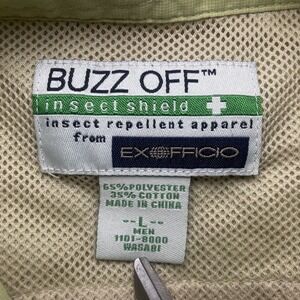 BUZZ OFF™
insect shield
insect repellent apparel
from EXOFFICIO
65% POLYESTER
35% COTTON
MADE IN CHINA
--L--
MEN
1101-8000
WASABI